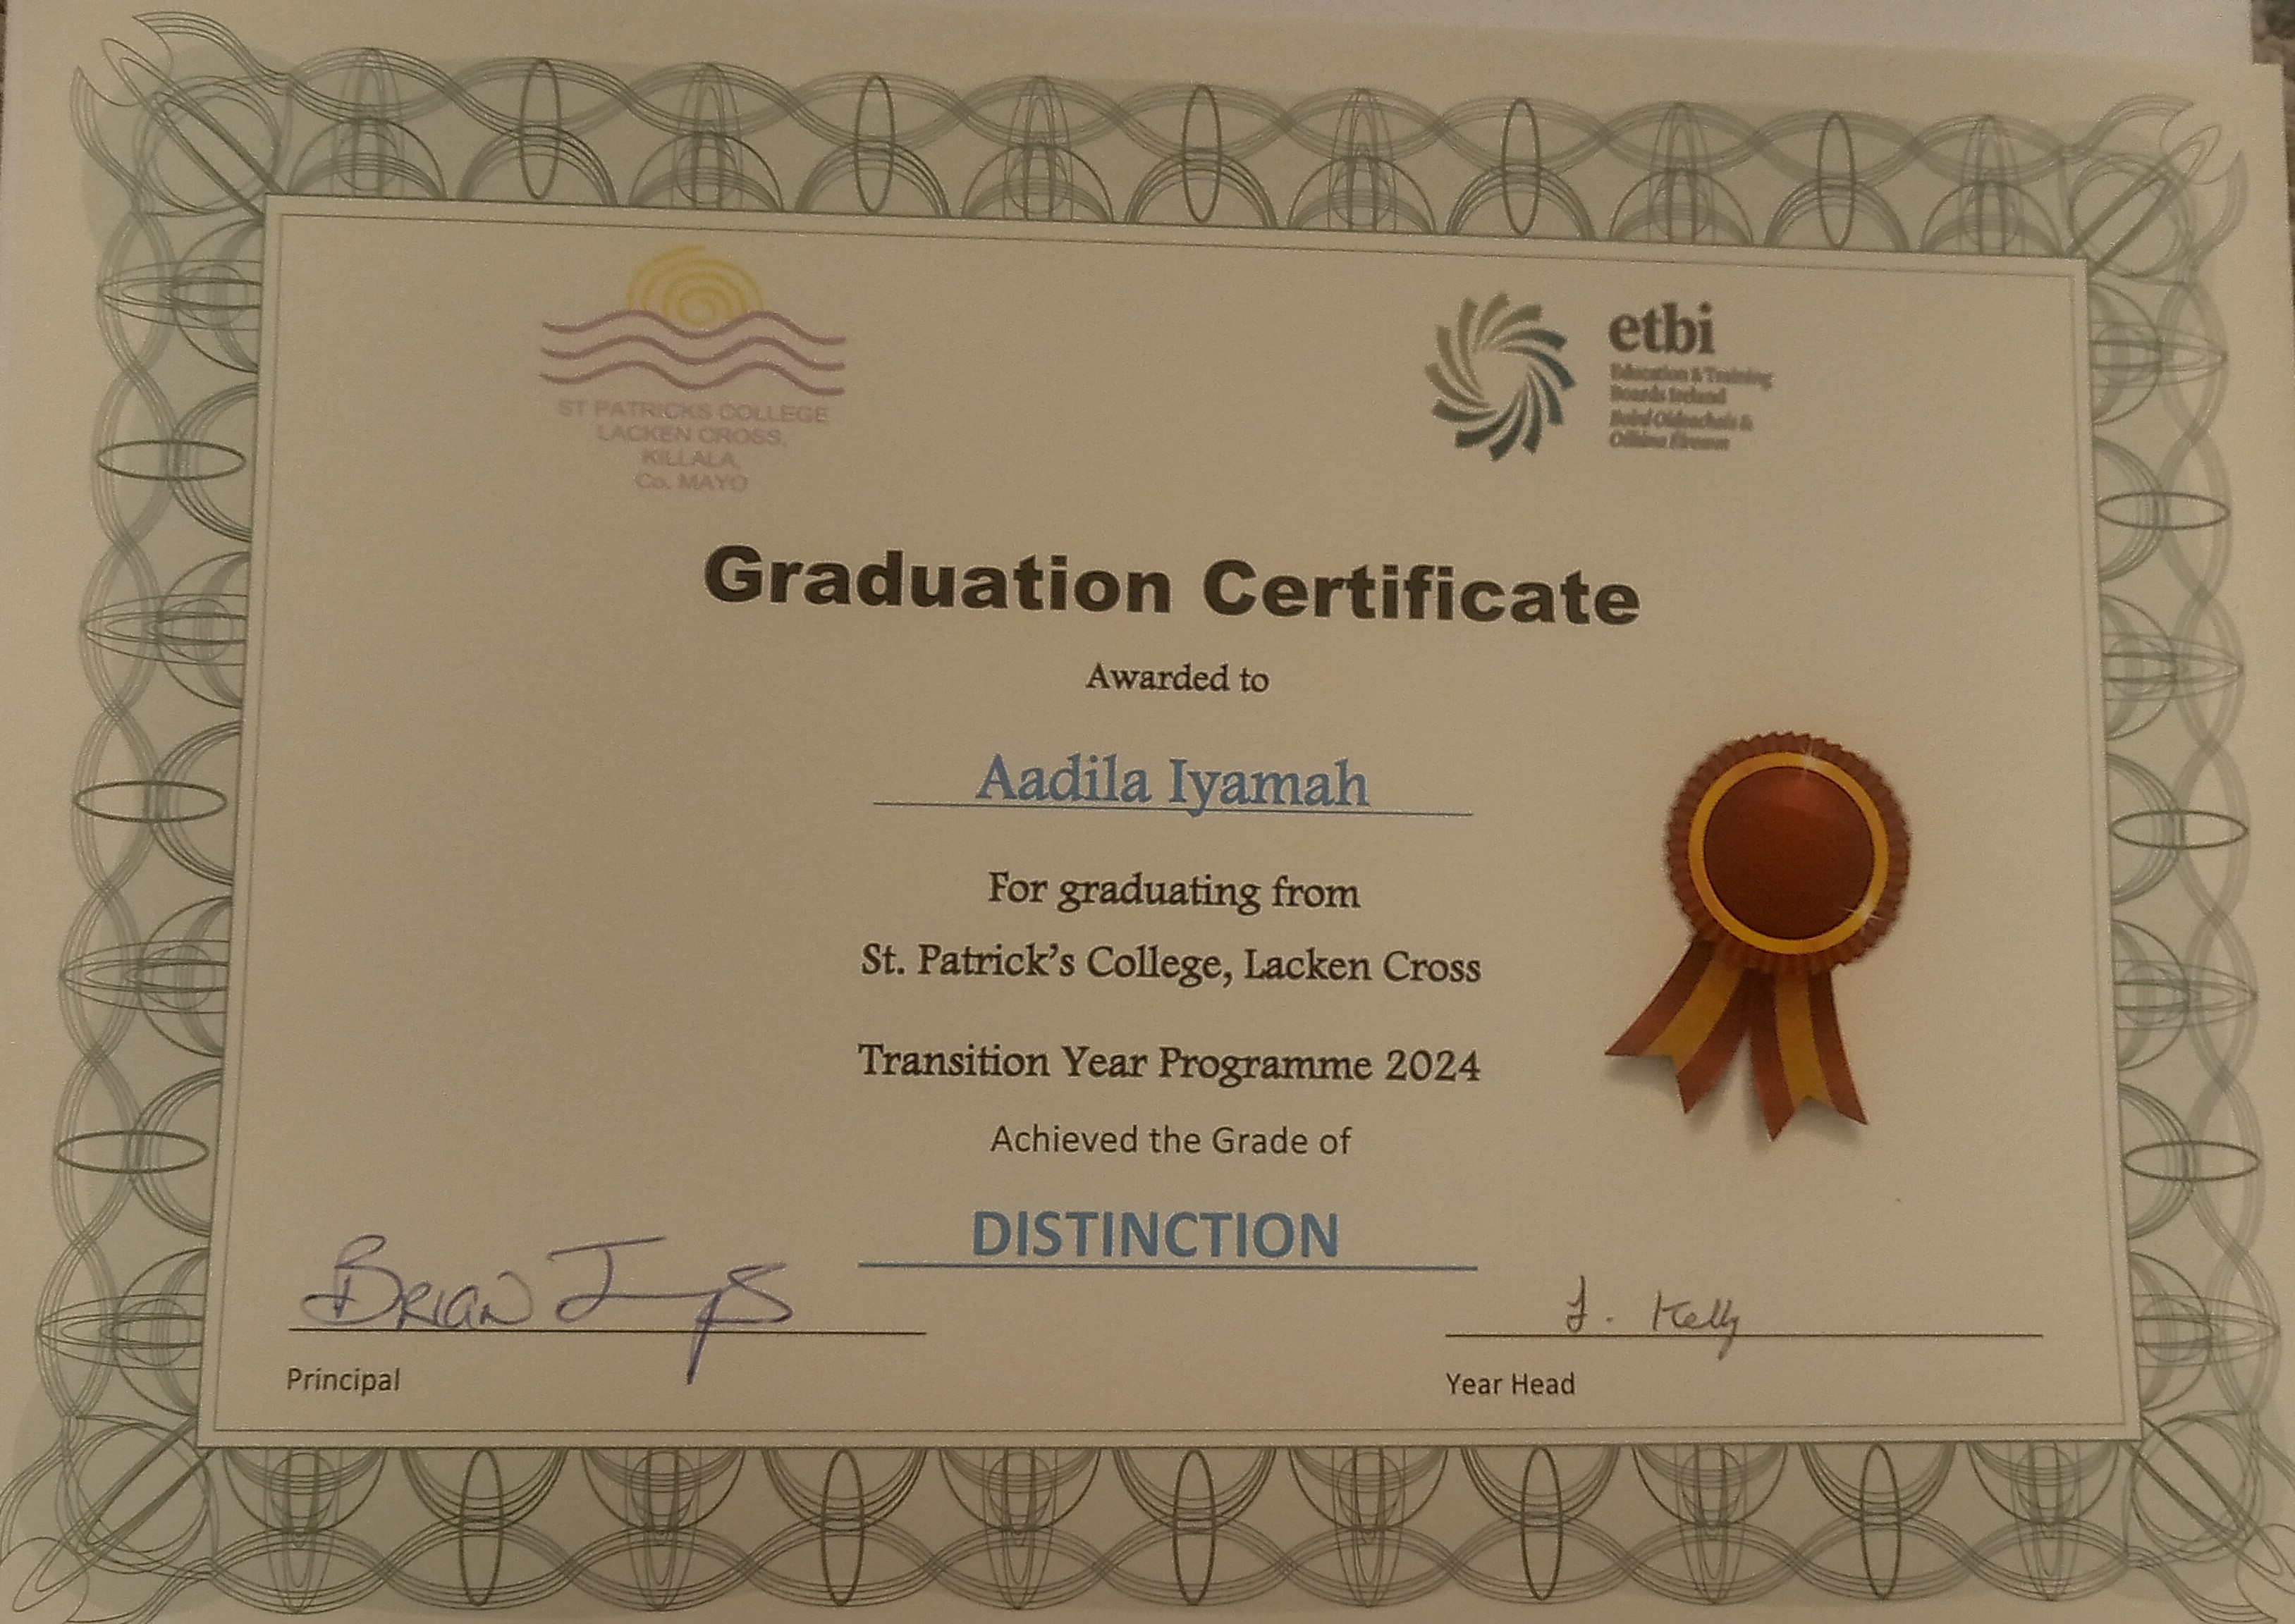 ST PATRICKS COLLEGE
LACKEN CROSS,
KILLALA,
Co. MAYO
etbi
Education & Training
Boards Ireland
Boird Oideachais &
Oiliúna Éireann
Graduation Certificate
Awarded to
Aadila Iyamah
For graduating from
St. Patrick's College, Lacken Cross
Transition Year Programme 2024
Achieved the Grade of
DISTINCTION
Brian
Kelly
Principal
Year Head